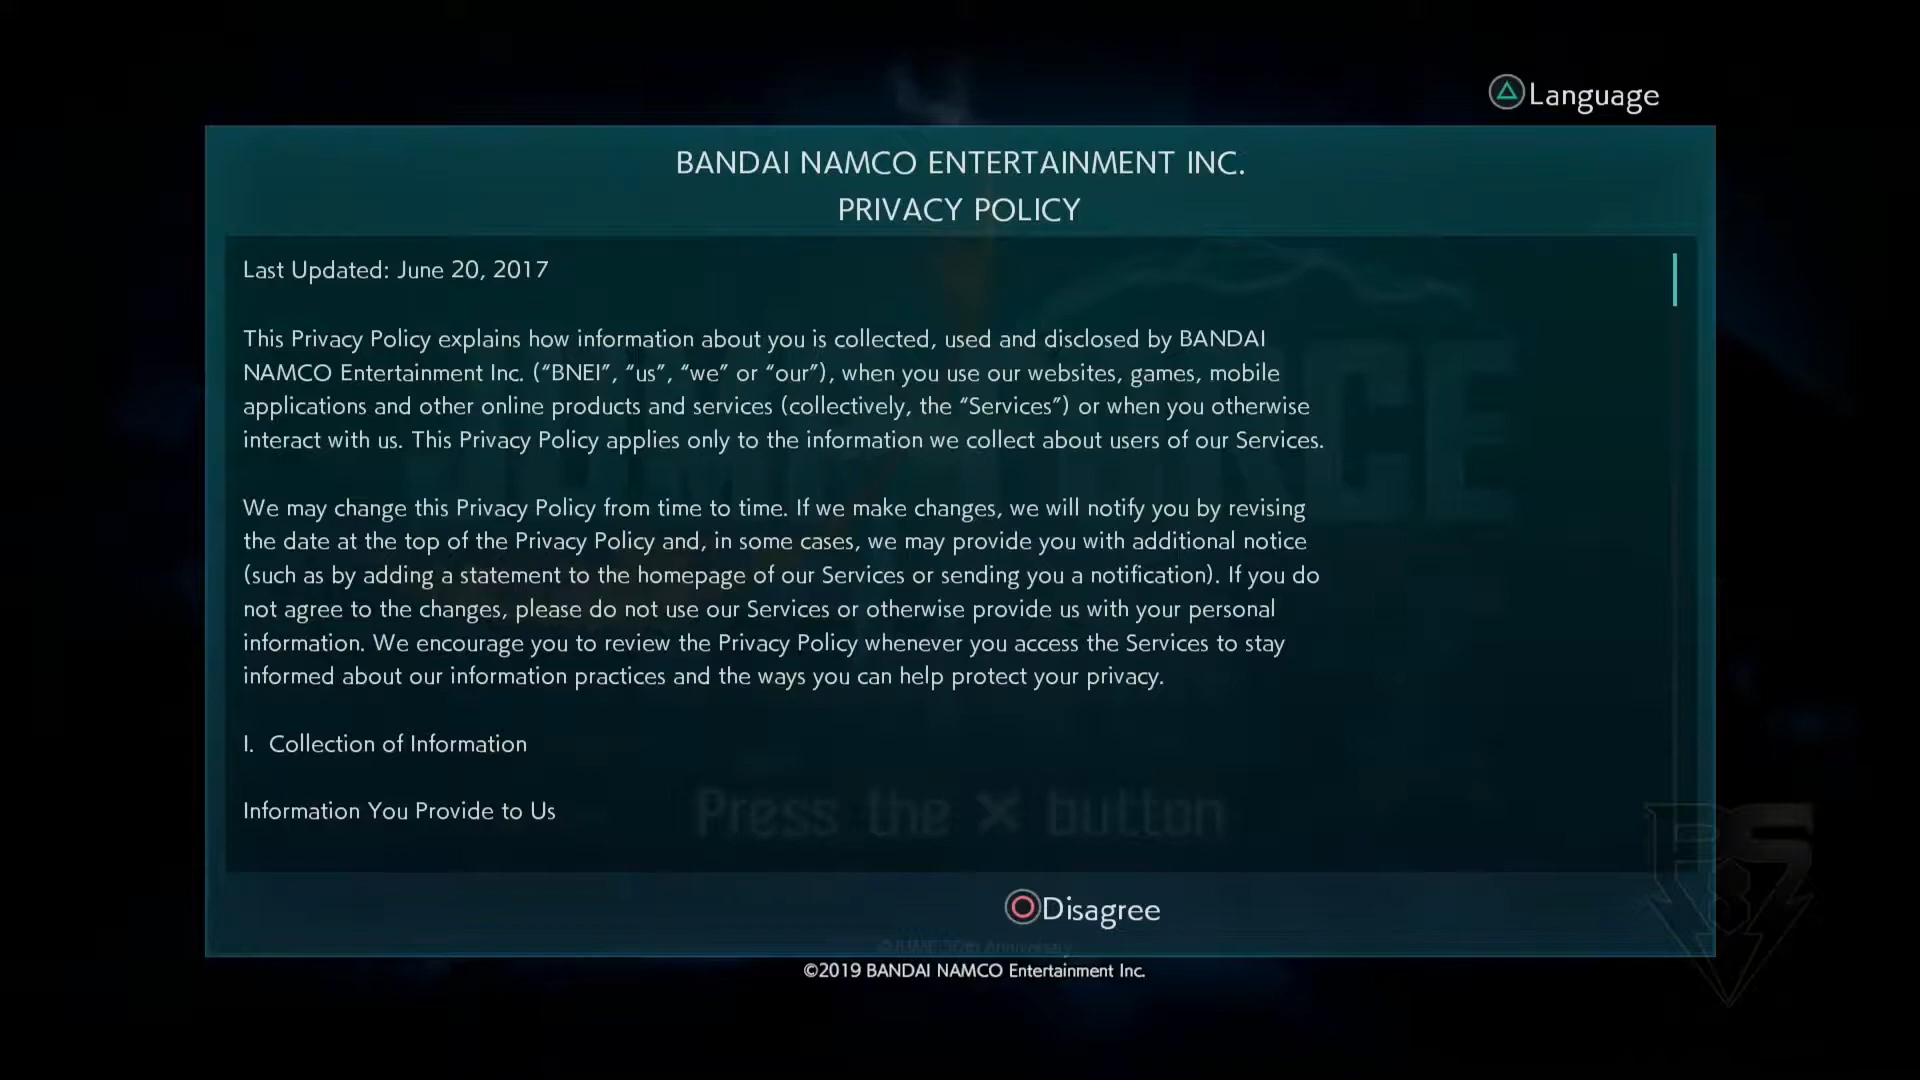 Language
BANDAI NAMCO ENTERTAINMENT INC.
PRIVACY POLICY
Last Updated: June 20, 2017
This Privacy Policy explains how information about you is collected, used and disclosed by BANDAI
NAMCO Entertainment Inc. (“BNEI”, “us”, “we” or “our”), when you use our websites, games, mobile
applications and other online products and services (collectively, the “Services”) or when you otherwise
interact with us. This Privacy Policy applies only to the information we collect about users of our Services.
We may change this Privacy Policy from time to time. If we make changes, we will notify you by revising
the date at the top of the Privacy Policy and, in some cases, we may provide you with additional notice
(such as by adding a statement to the homepage of our Services or sending you a notification). If you do
not agree to the changes, please do not use our Services or otherwise provide us with your personal
information. We encourage you to review the Privacy Policy whenever you access the Services to stay
informed about our information practices and the ways you can help protect your privacy.
I. Collection of Information
Information You Provide to Us
Press the X button
Disagree
©JUMP 50th Anniversary
©2019 BANDAI NAMCO Entertainment Inc.